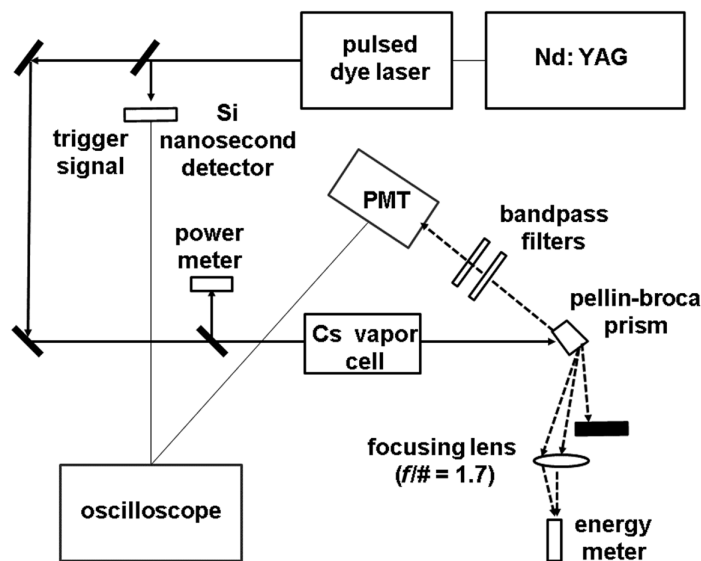 pulsed
dye laser
Nd: YAG
Si
nanosecond
detector
trigger
signal
PMT
bandpass
filters
power
meter
pellin-broca
prism
Cs vapor
cell
focusing lens
(f/# = 1.7)
oscilloscope
energy
meter